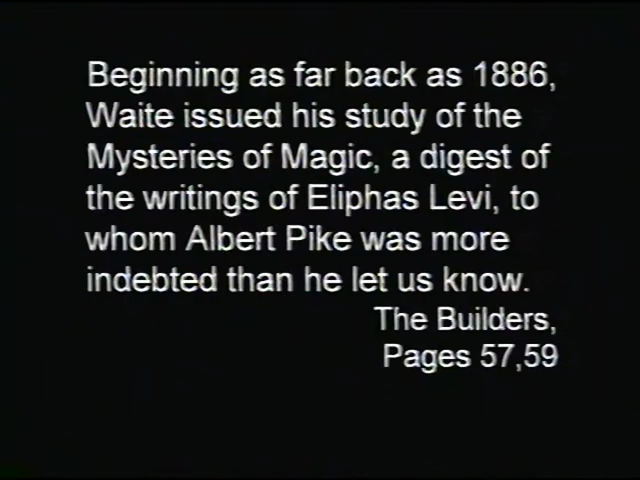 Beginning as far back as 1886,
Waite issued his study of the
Mysteries of Magic, a digest of
the writings of Eliphas Levi, to
whom Albert Pike was more
indebted than he let us know.
The Builders,
Pages 57,59